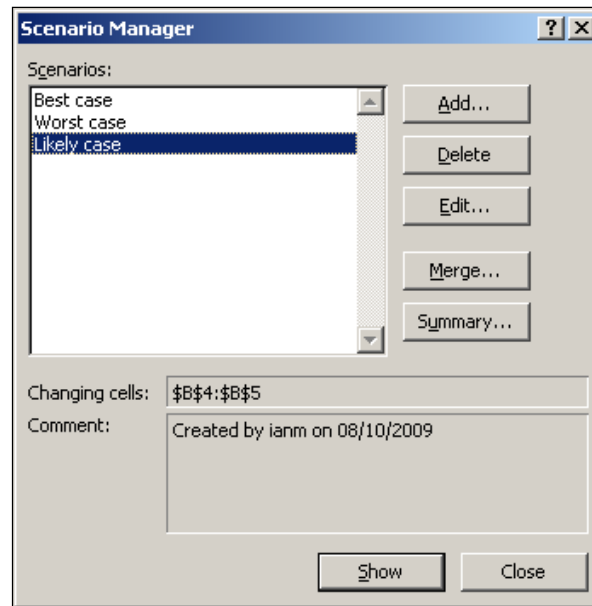 Scenario Manager
? X
Scenarios:
Best case
Worst case
Likely case
Add...
Delete
Edit...
Merge...
Summary...
Changing cells: $B$4:$B$5
Comment: Created by ianm on 08/10/2009
Show Close